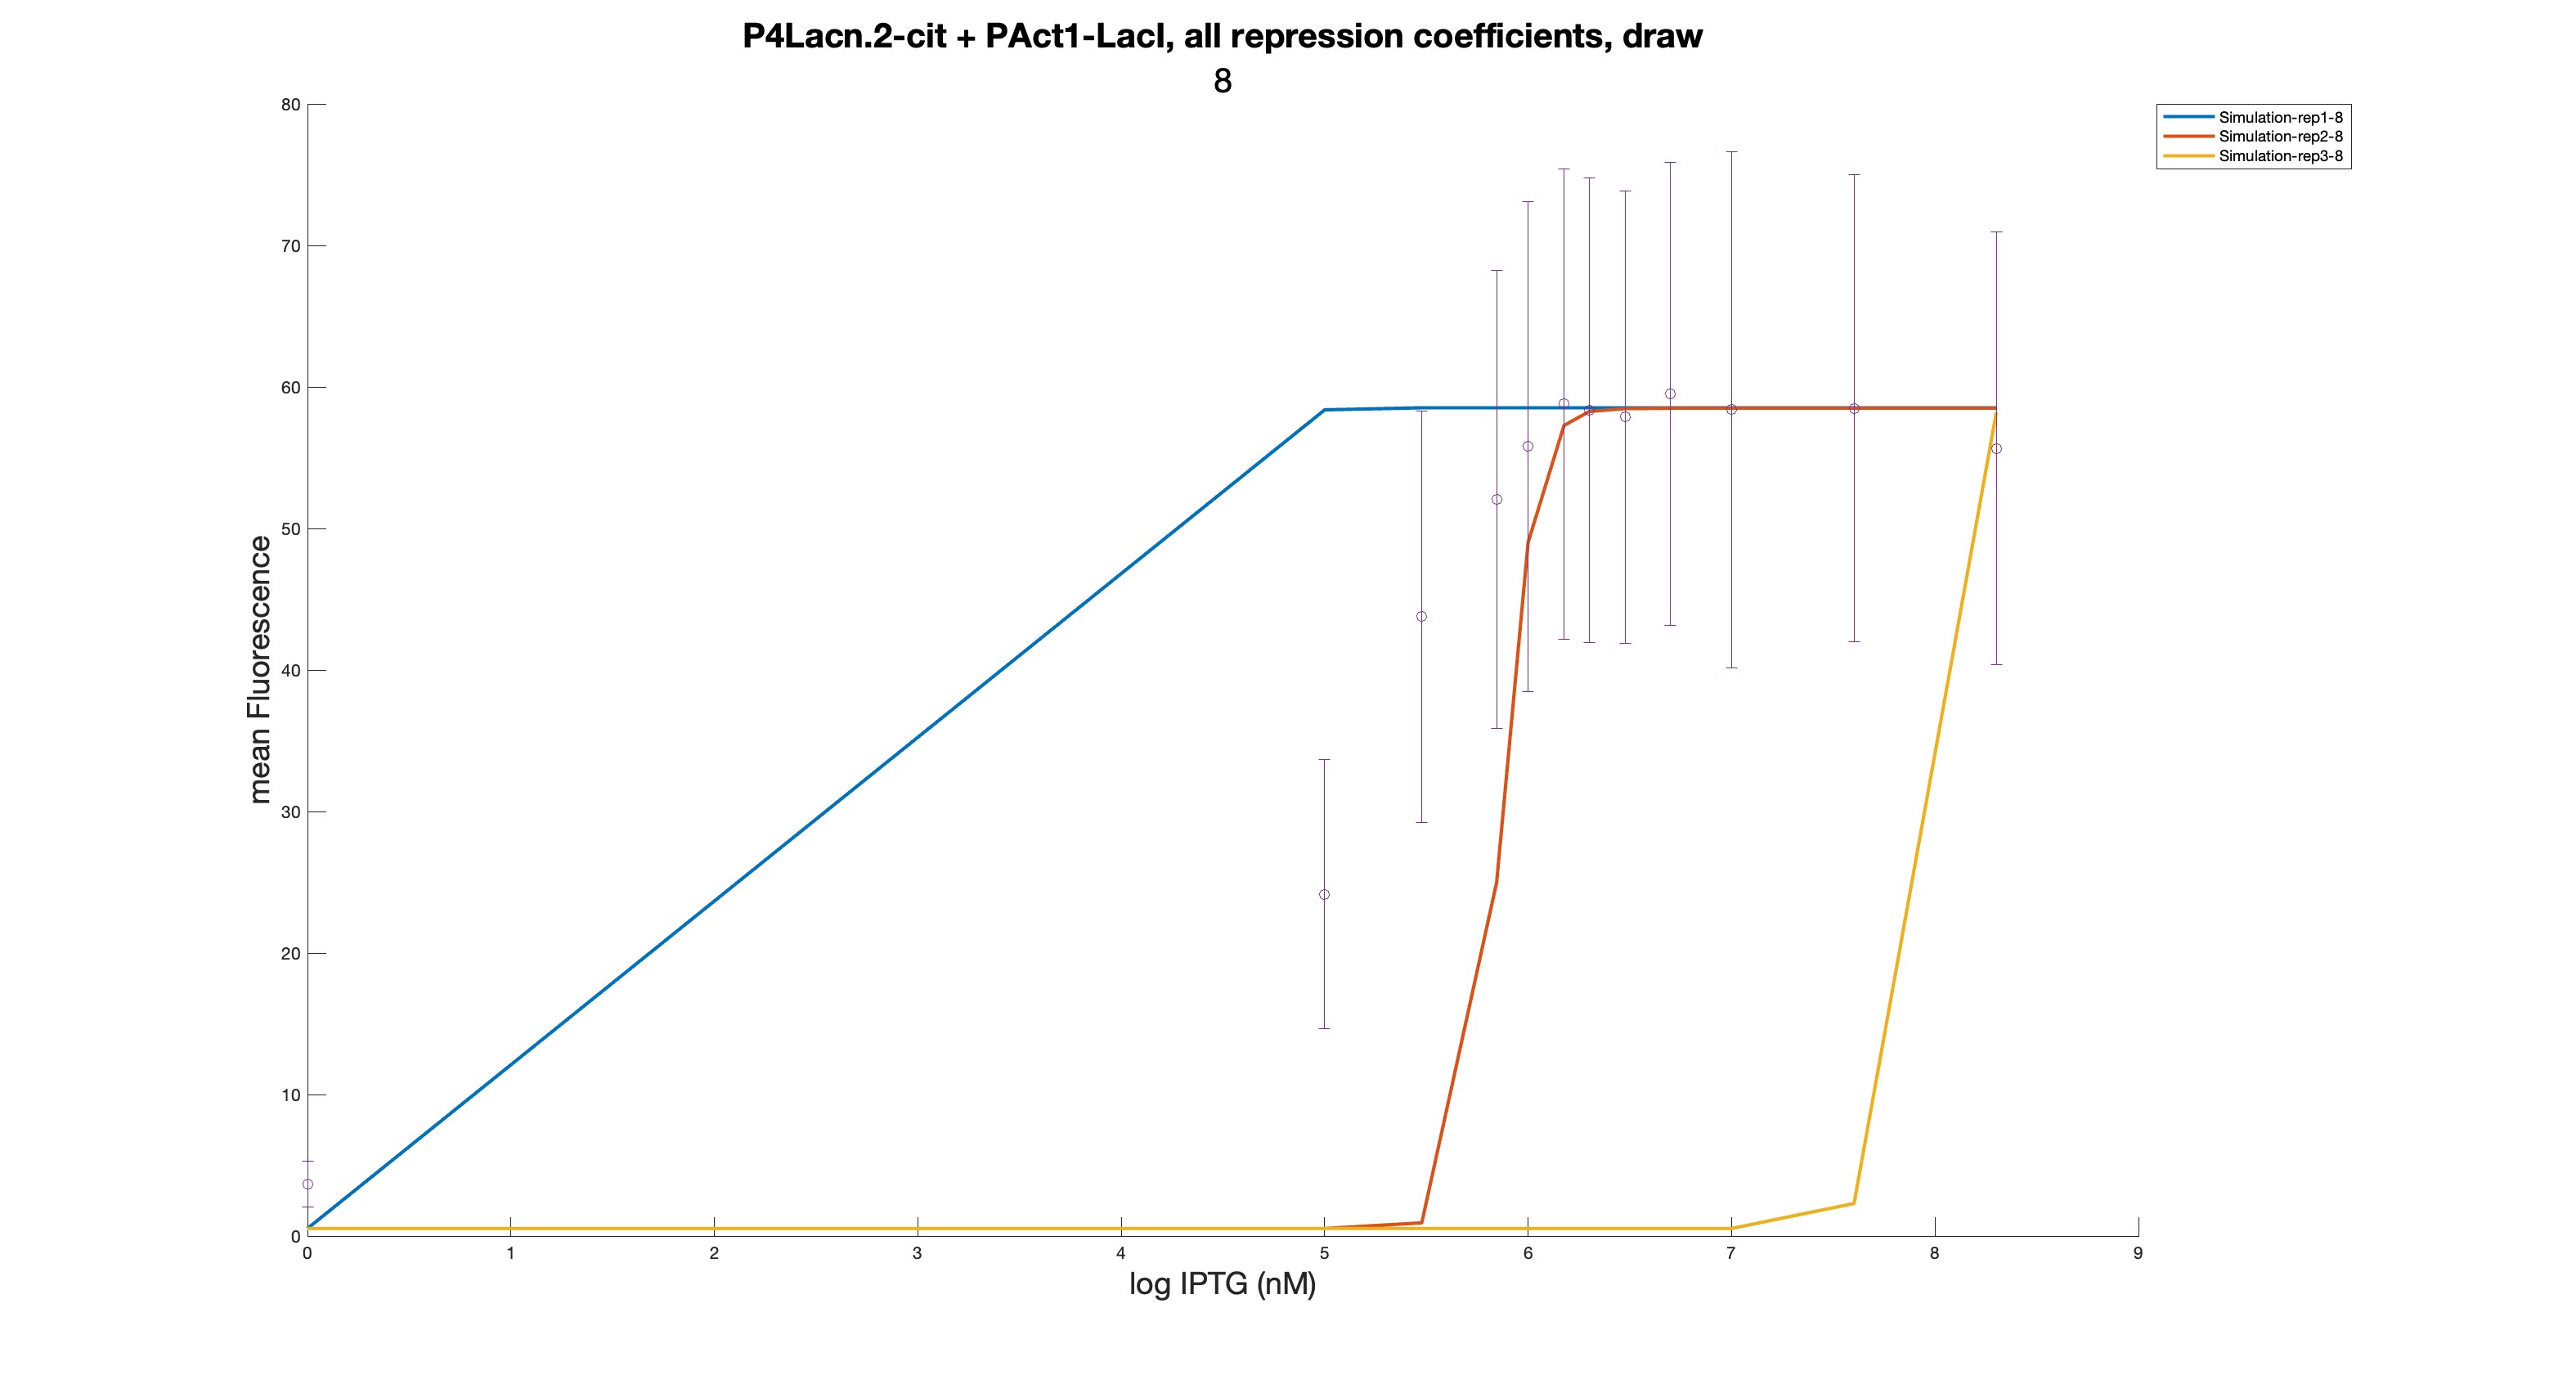 P4Lacn.2-cit + PAct1-LacI, all repression coefficients, draw
8
Simulation-rep1-8
Simulation-rep2-8
Simulation-rep3-8
mean Fluorescence
80
70
60
50
40
30
20
10
0
0 1 2 3 4 5 6 7 8 9
log IPTG (nM)